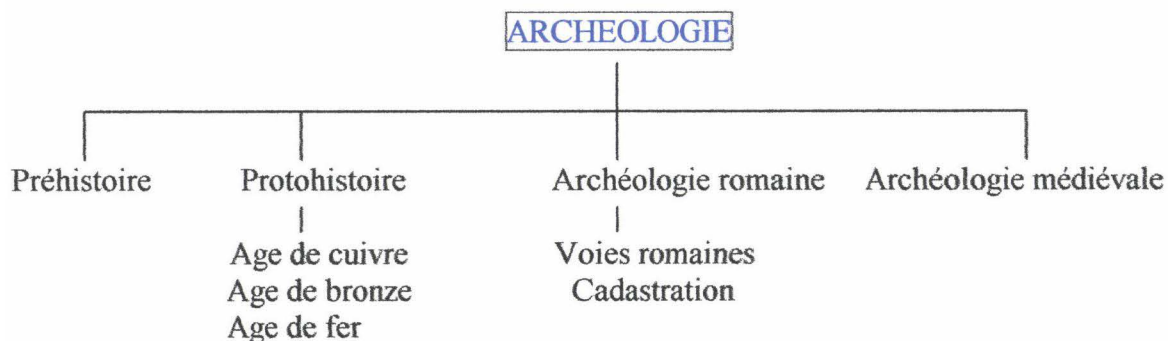 ARCHEOLOGIE
Préhistoire Protohistoire Archéologie romaine Archéologie médiévale
Age de cuivre Voies romaines
Age de bronze Cadastration
Age de fer